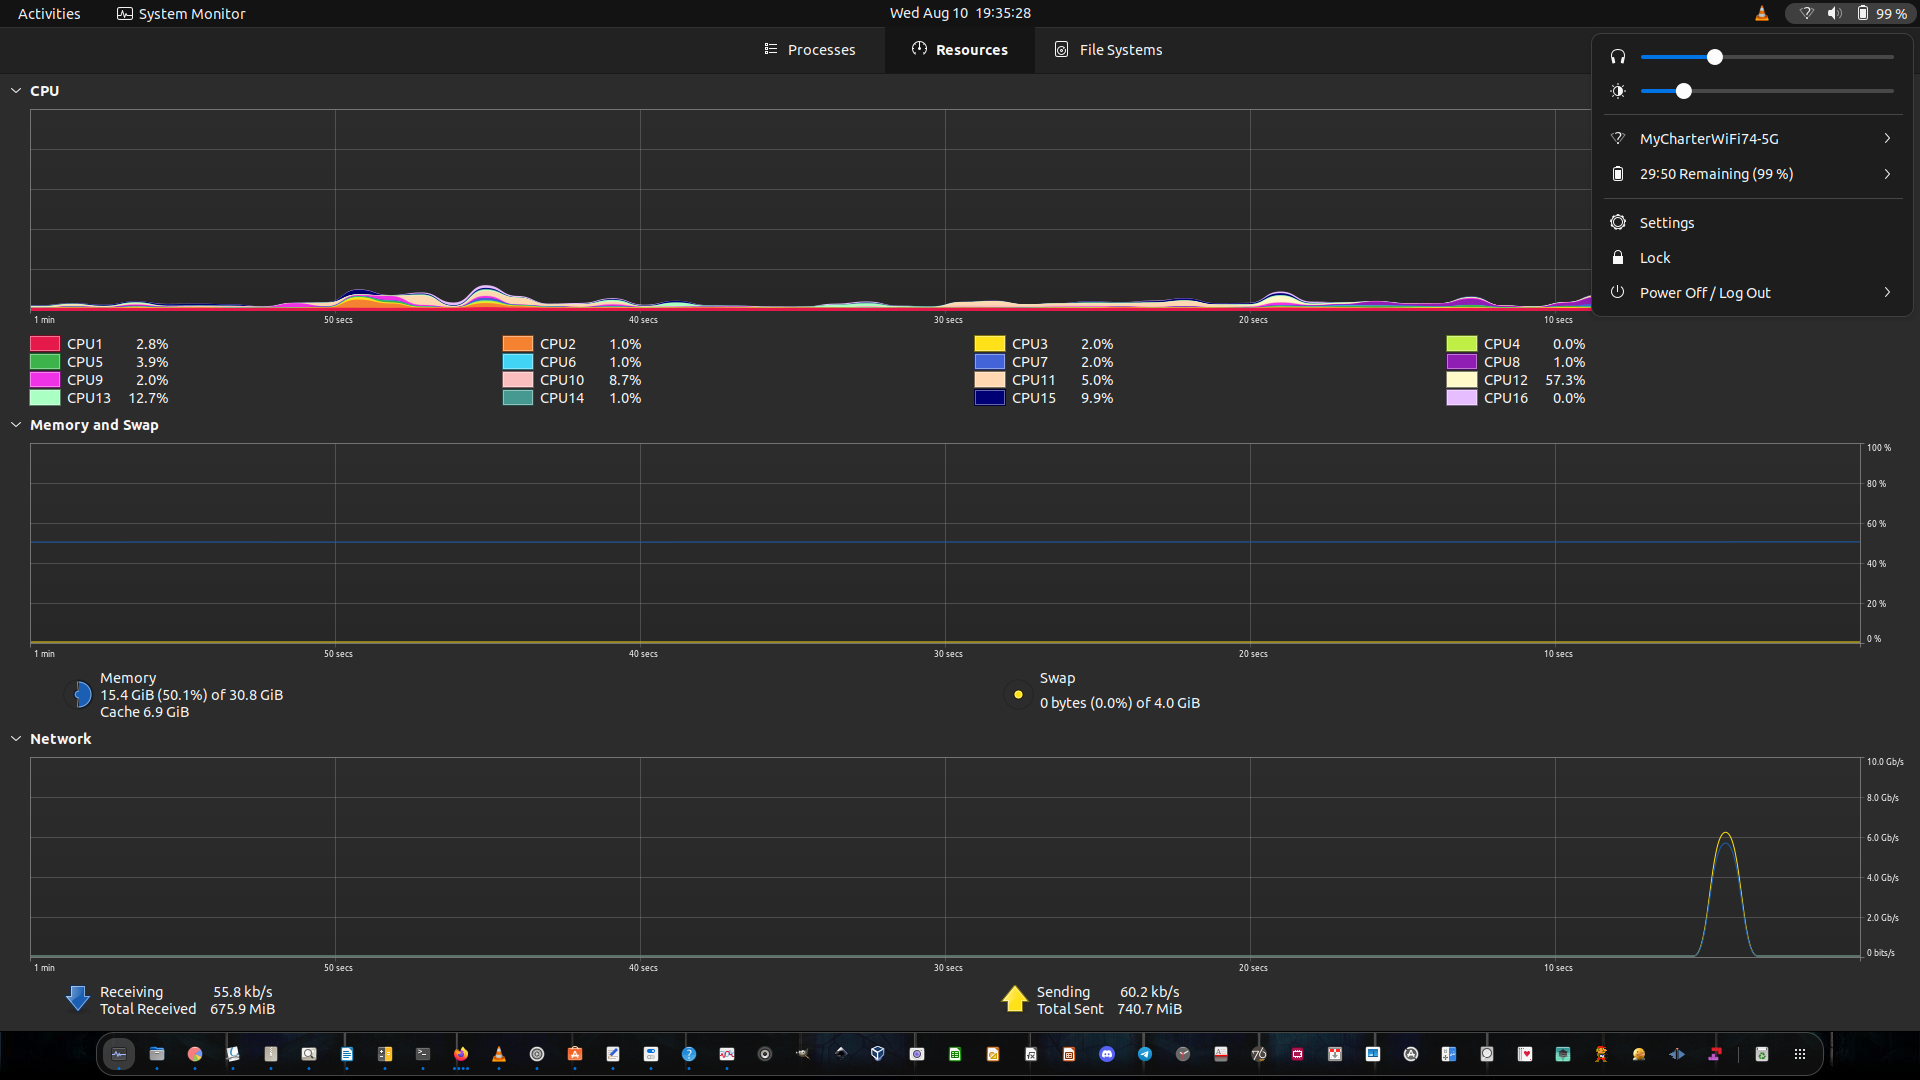 Activities
System Monitor
Wed Aug 10 19:35:28
99 %
Processes
Resources
File Systems
CPU
1 min
50 secs
40 secs
30 secs
20 secs
10 secs
CPU1 2.8%
CPU2 1.0%
CPU3 2.0%
CPU4 0.0%
CPU5 3.9%
CPU6 1.0%
CPU7 2.0%
CPU8 1.0%
CPU9 2.0%
CPU10 8.7%
CPU11 5.0%
CPU12 57.3%
CPU13 12.7%
CPU14 1.0%
CPU15 9.9%
CPU16 0.0%
MyCharterWiFi74-5G
29:50 Remaining (99 %)
Settings
Lock
Power Off / Log Out
Memory and Swap
100 %
80 %
60 %
40 %
20 %
0 %
1 min
50 secs
40 secs
30 secs
20 secs
10 secs
Memory
15.4 GiB (50.1%) of 30.8 GiB
Cache 6.9 GiB
Swap
0 bytes (0.0%) of 4.0 GiB
Network
10.0 Gb/s
8.0 Gb/s
6.0 Gb/s
4.0 Gb/s
2.0 Gb/s
0 bits/s
1 min
50 secs
40 secs
30 secs
20 secs
10 secs
Receiving 55.8 kb/s
Total Received 675.9 MiB
Sending 60.2 kb/s
Total Sent 740.7 MiB
76